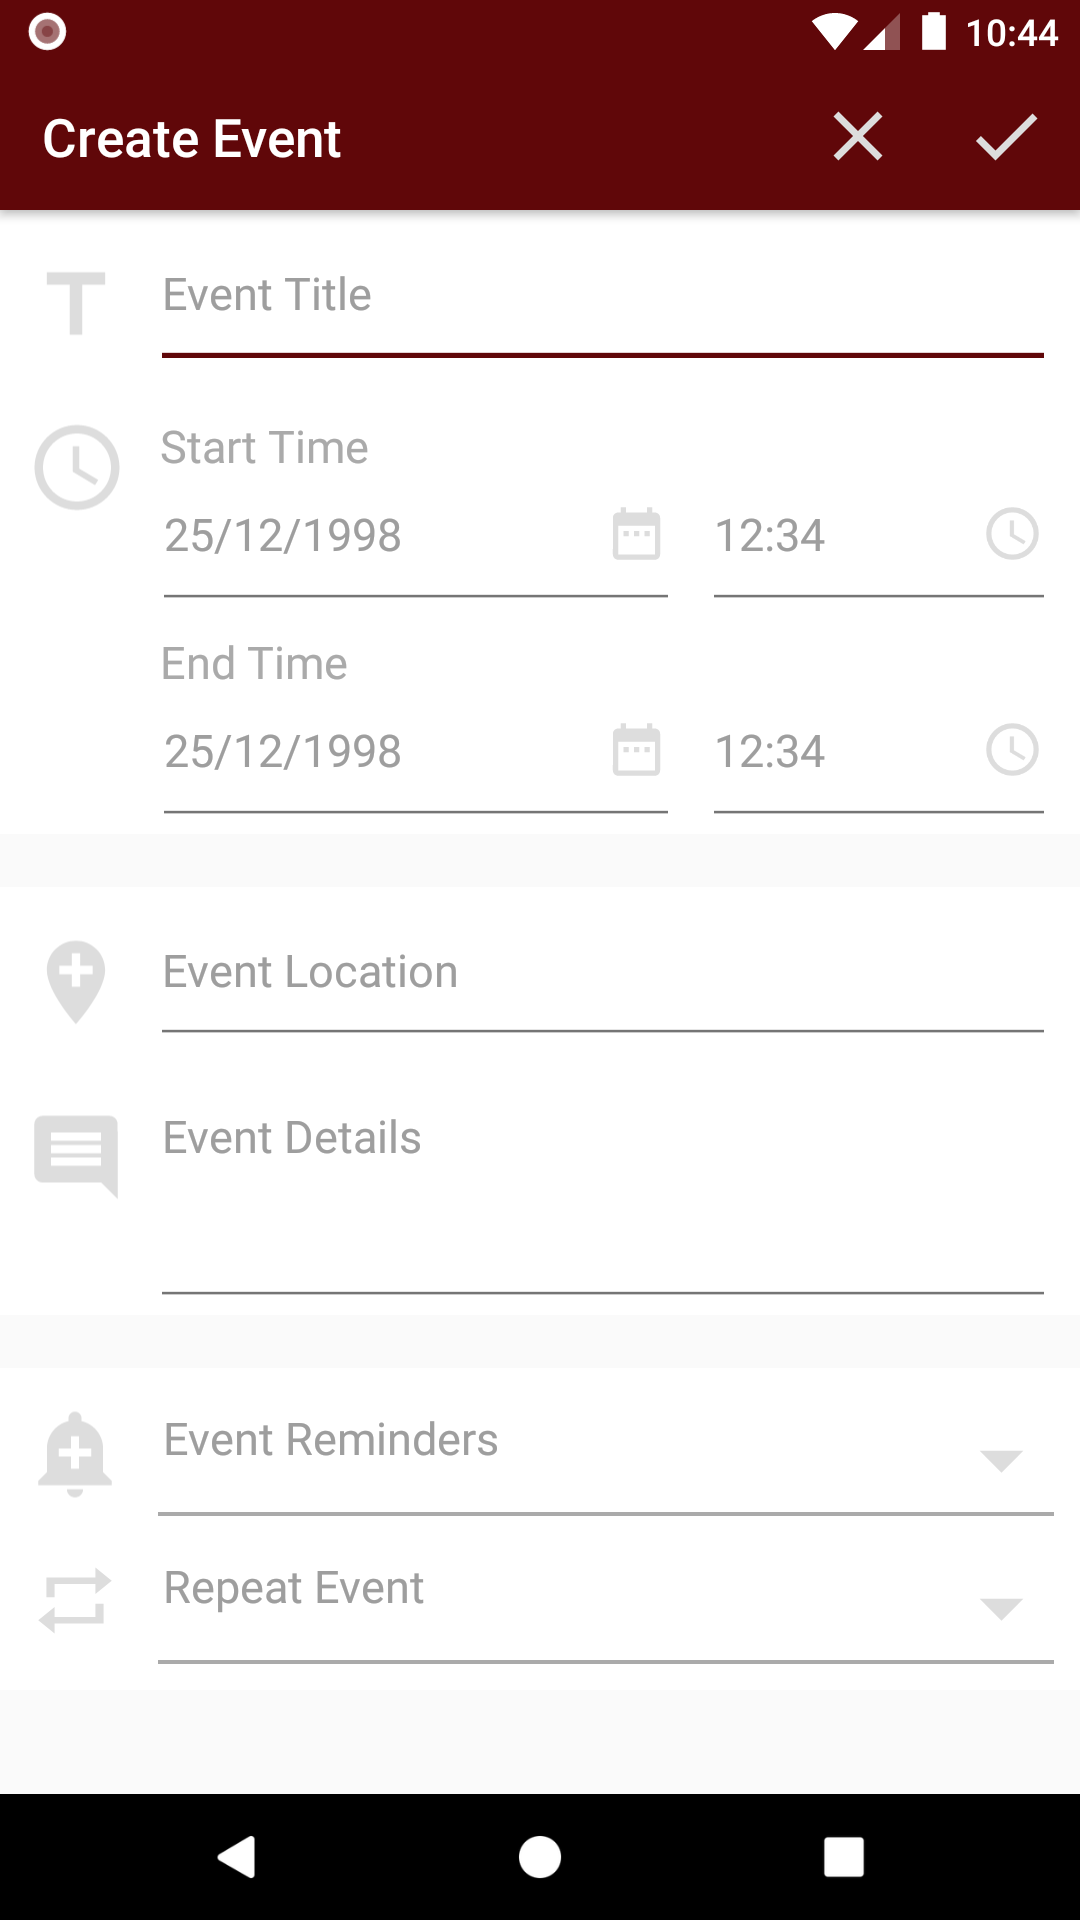 10:44
Create Event
Event Title
Start Time
25/12/1998 12:34
End Time
25/12/1998 12:34
Event Location
Event Details
Event Reminders
Repeat Event